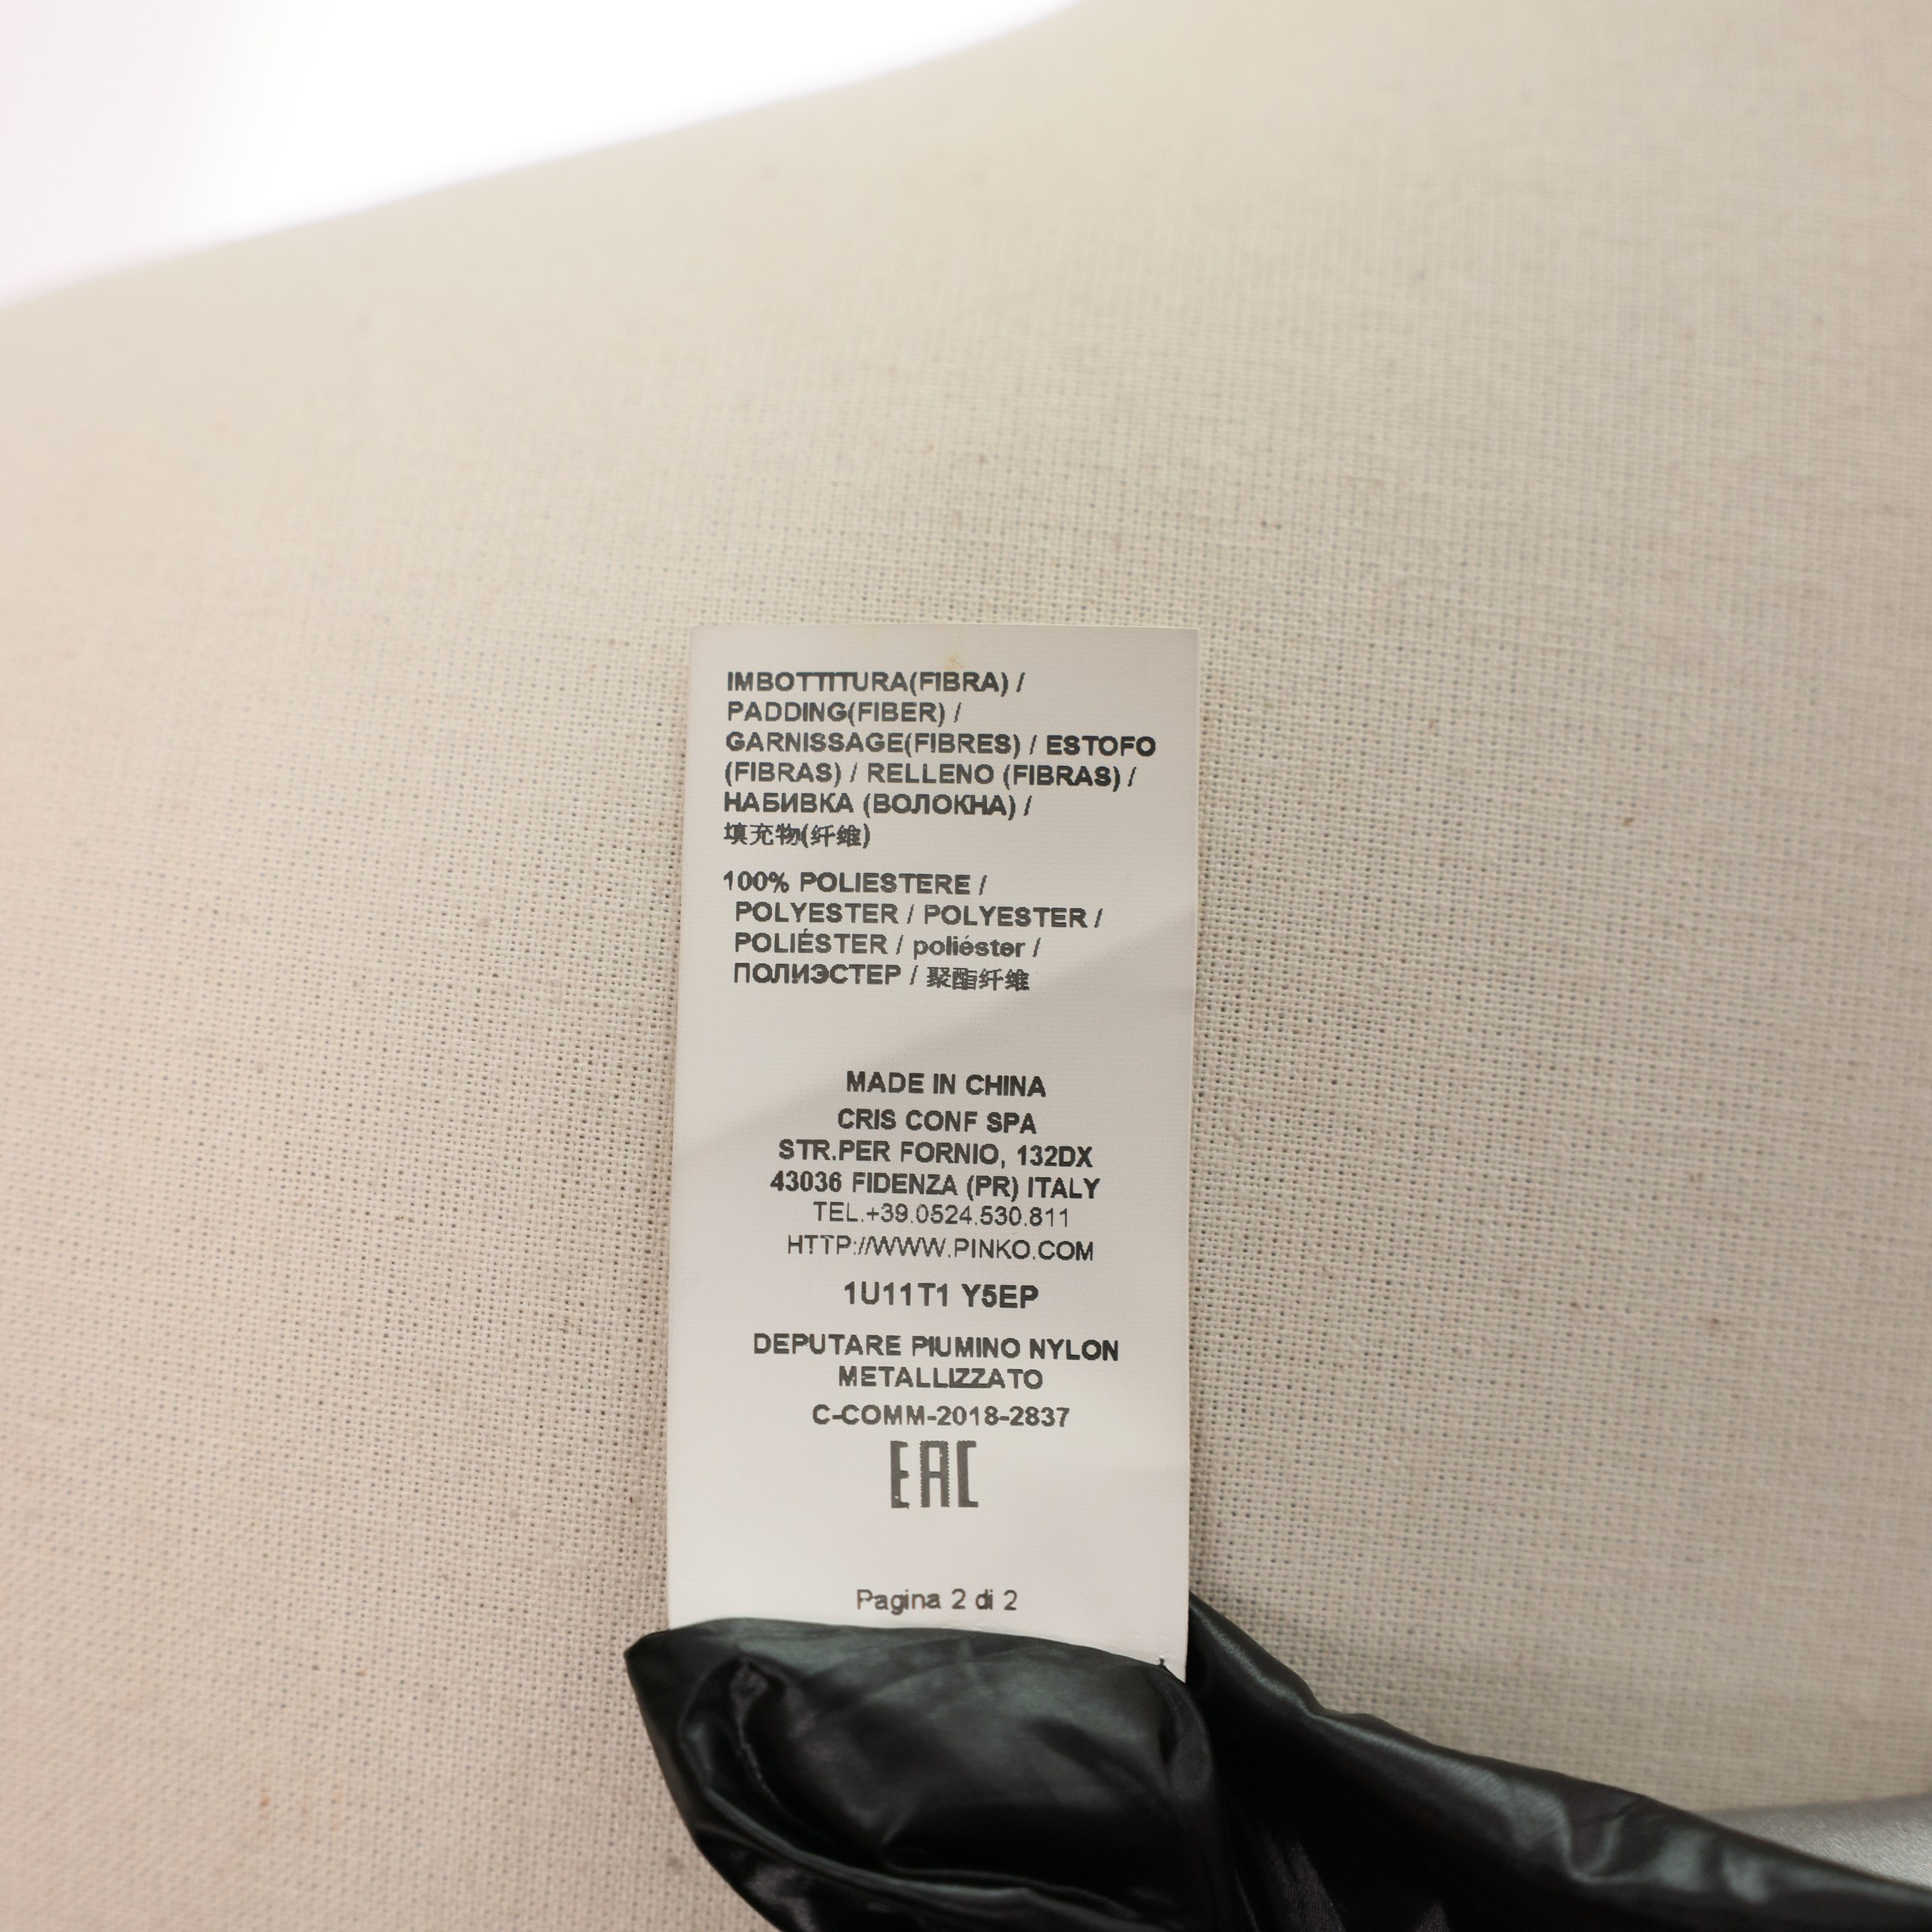 IMBOTTITURA(FIBRA) /
PADDING(FIBER) /
GARNISSAGE(FIBRES) / ESTOFO
(FIBRAS) / RELLENO (FIBRAS) /
НАБИВКА (ВОЛОКНА) /
填充物(纤维)
100% POLIESTERE /
POLYESTER / POLYESTER /
POLIÉSTER / poliéster /
ПОЛИЭСТЕР / 聚酯纤维
MADE IN CHINA
CRIS CONF SPA
STR.PER FORNIO, 132DX
43036 FIDENZA (PR) ITALY
TEL.+39.0524.530.811
HTTP://WWW.PINKO.COM
1U11T1 Y5EP
DEPUTARE PIUMINO NYLON
METALLIZZATO
C-COMM-2018-2837
EAC
Pagina 2 di 2